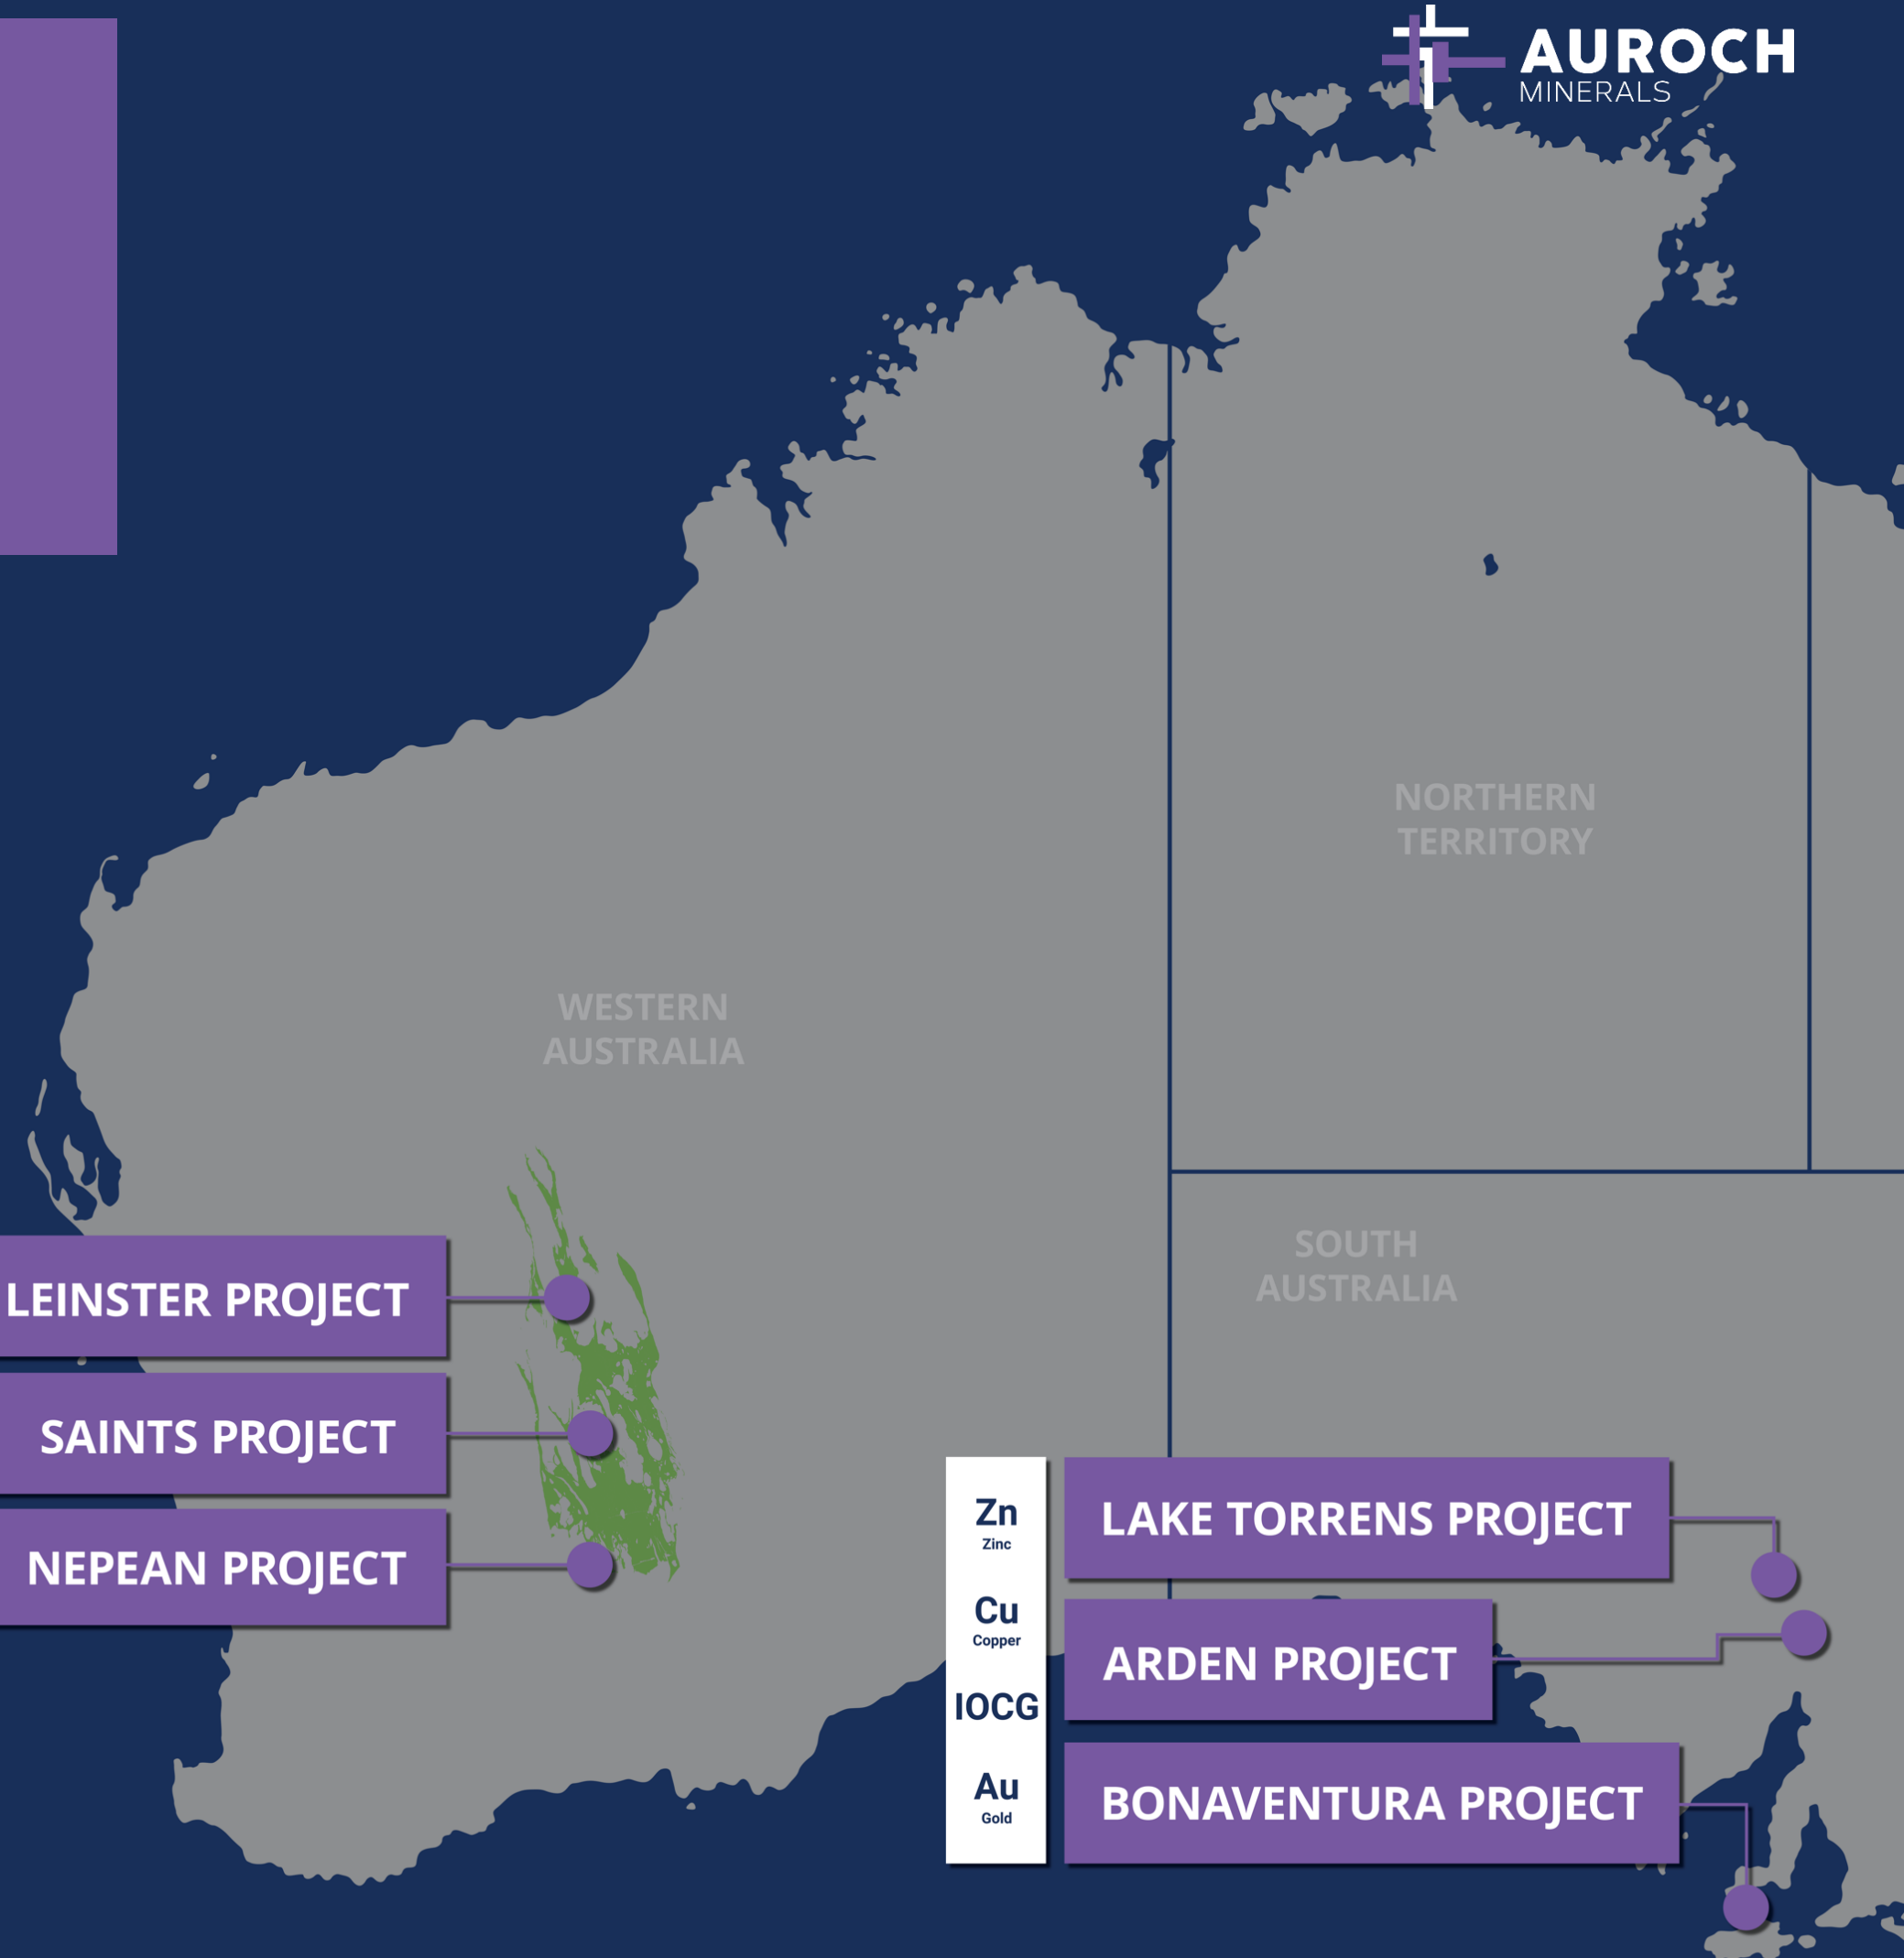 AUROCH
MINERALS
NORTHERN
TERRITORY
WESTERN
AUSTRALIA
SOUTH
AUSTRALIA
LEINSTER PROJECT
SAINTS PROJECT
NEPEAN PROJECT
Zn
Zinc
Cu
Copper
IOCG
Au
Gold
LAKE TORRENS PROJECT
ARDEN PROJECT
BONAVENTURA PROJECT